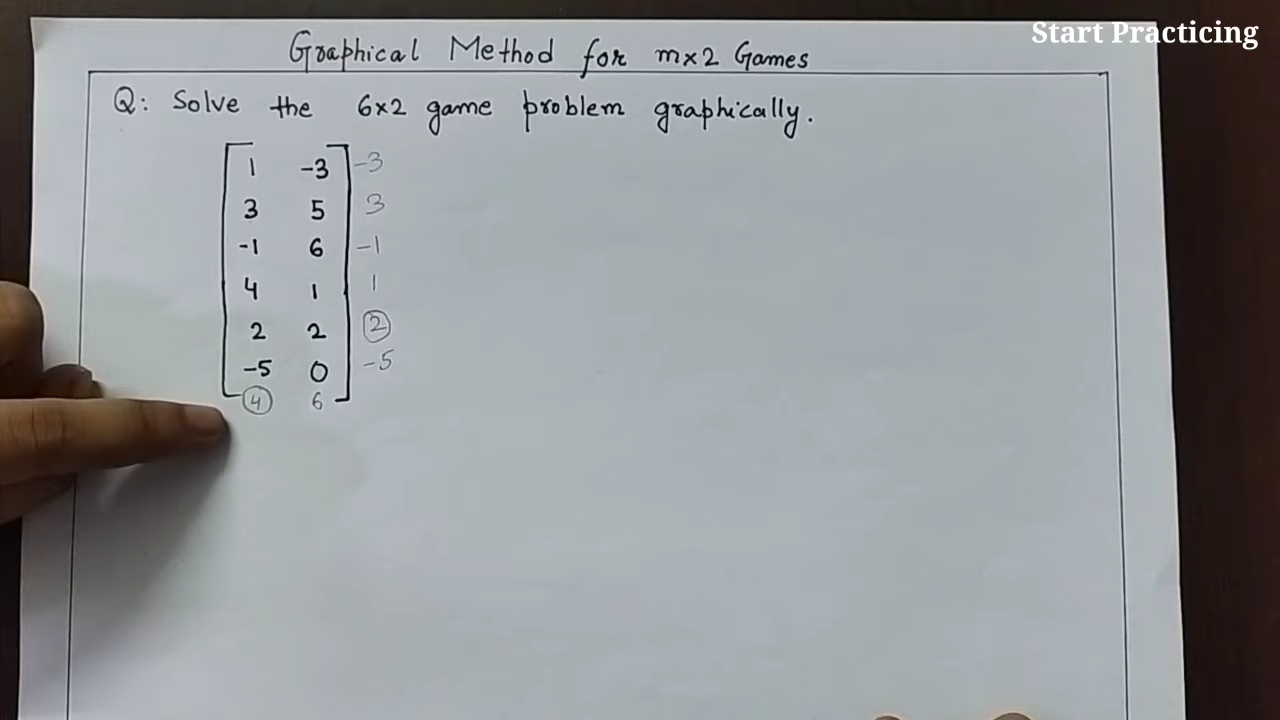 Start Practicing
Graphical Method for m×2 Games
Q: Solve the 6×2 game problem graphically.
1 -3 -3
3 5 3
-1 6 -1
4 1 1
2 2 2
-5 0 -5
4 6